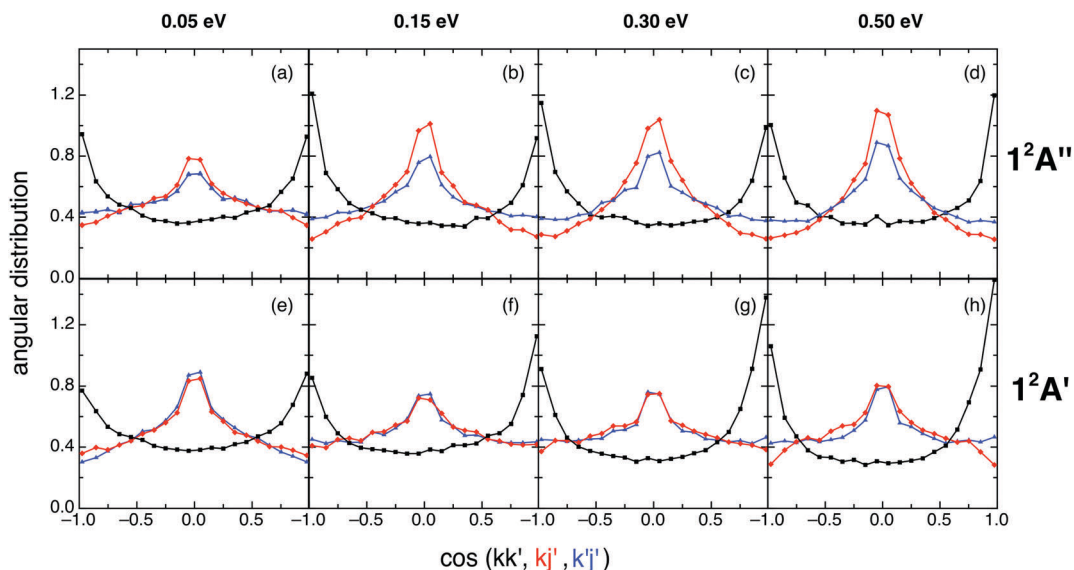 0.05 eV 0.15 eV 0.30 eV 0.50 eV
(a) (b) (c) (d)
1.2
0.8
0.4
0.0
1²A''
(e) (f) (g) (h)
1.2
0.8
0.4
0.0
1²A'
angular distribution
−1.0 −0.5 0.0 0.5 −1.0 −0.5 0.0 0.5 −1.0 −0.5 0.0 0.5 −1.0 −0.5 0.0 0.5 1.0
cos (kk', kj', k'j')